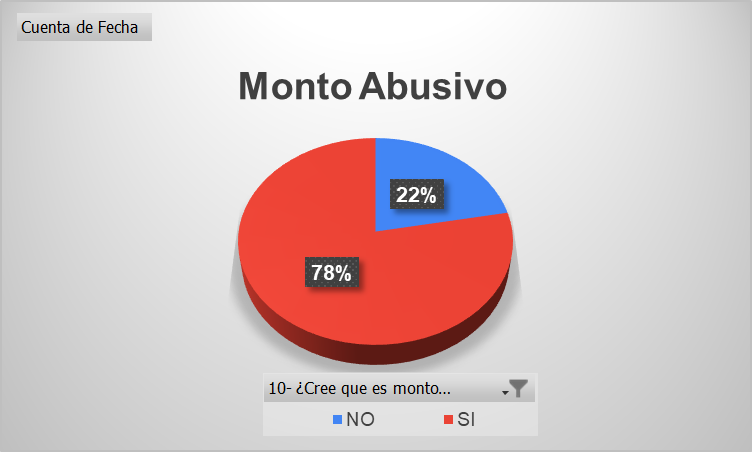 Cuenta de Fecha
Monto Abusivo
22%
78%
10- ¿Cree que es monto...
NO
SI